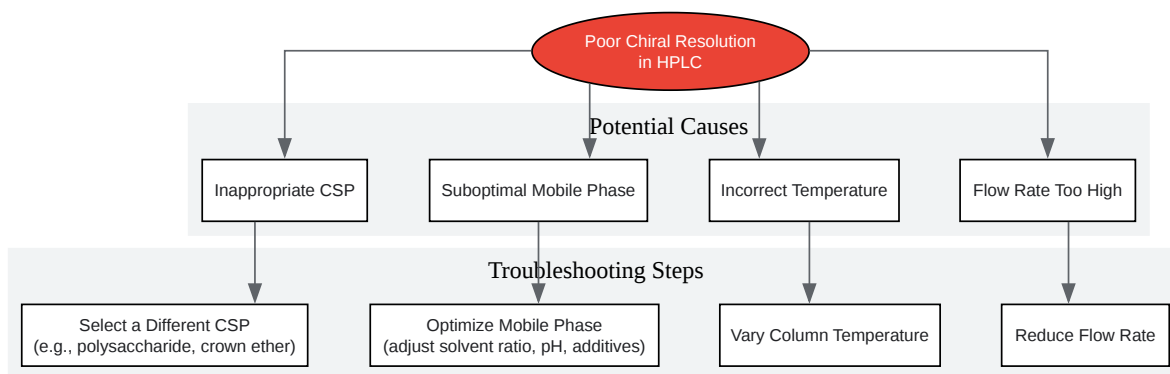 Poor Chiral Resolution
in HPLC
Potential Causes
Inappropriate CSP
Suboptimal Mobile Phase
Incorrect Temperature
Flow Rate Too High
Troubleshooting Steps
Select a Different CSP
(e.g., polysaccharide, crown ether)
Optimize Mobile Phase
(adjust solvent ratio, pH, additives)
Vary Column Temperature
Reduce Flow Rate